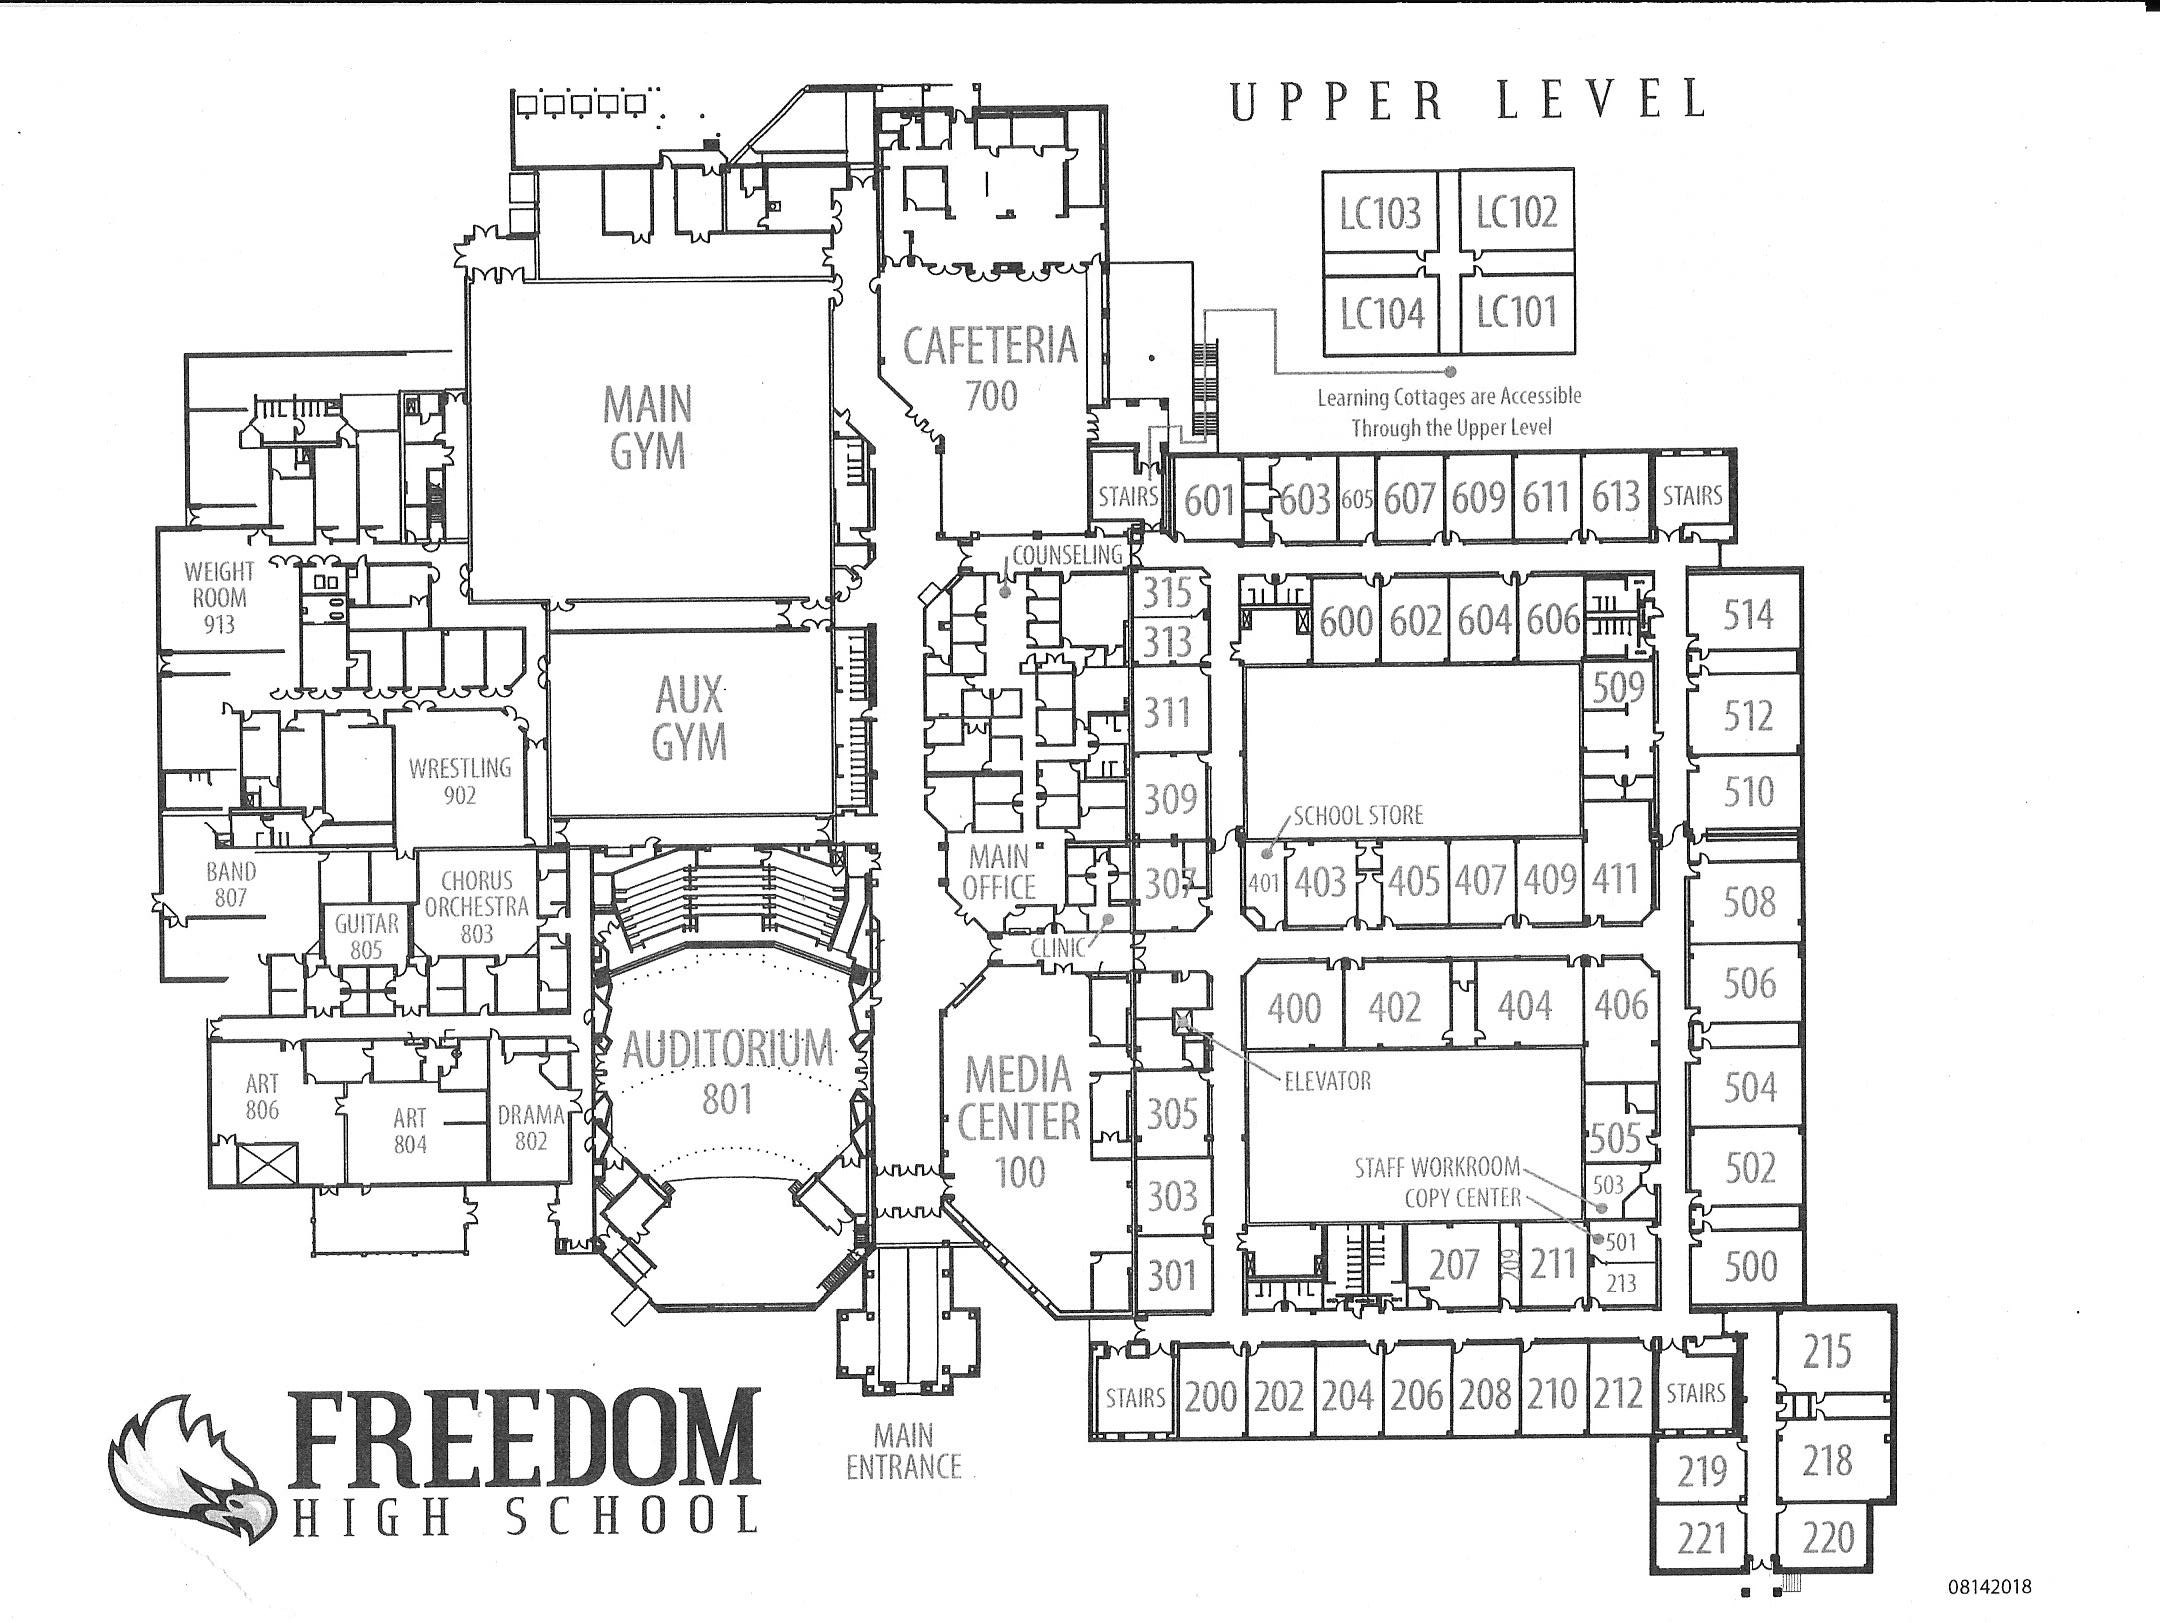 UPPER LEVEL
LC103
LC102
LC104
LC101
Learning Cottages are Accessible
Through the Upper Level
CAFETERIA
700
MAIN
GYM
STAIRS
601
603
605
607
609
611
613
STAIRS
COUNSELING
WEIGHT
ROOM
913
315
313
311
309
307
600
602
604
606
509
514
512
510
AUX
GYM
WRESTLING
902
SCHOOL STORE
401
403
405
407
409
411
MAIN
OFFICE
CLINIC
BAND
807
GUITAR
805
CHORUS
ORCHESTRA
803
508
506
504
502
500
400
402
404
406
ELEVATOR
AUDITORIUM
801
MEDIA
CENTER
100
ART
806
ART
804
DRAMA
802
305
303
301
505
STAFF WORKROOM
503
COPY CENTER
501
207
209
211
213
STAIRS
200
202
204
206
208
210
212
STAIRS
215
218
219
220
221
MAIN
ENTRANCE
FREEDOM
HIGH SCHOOL
08142018